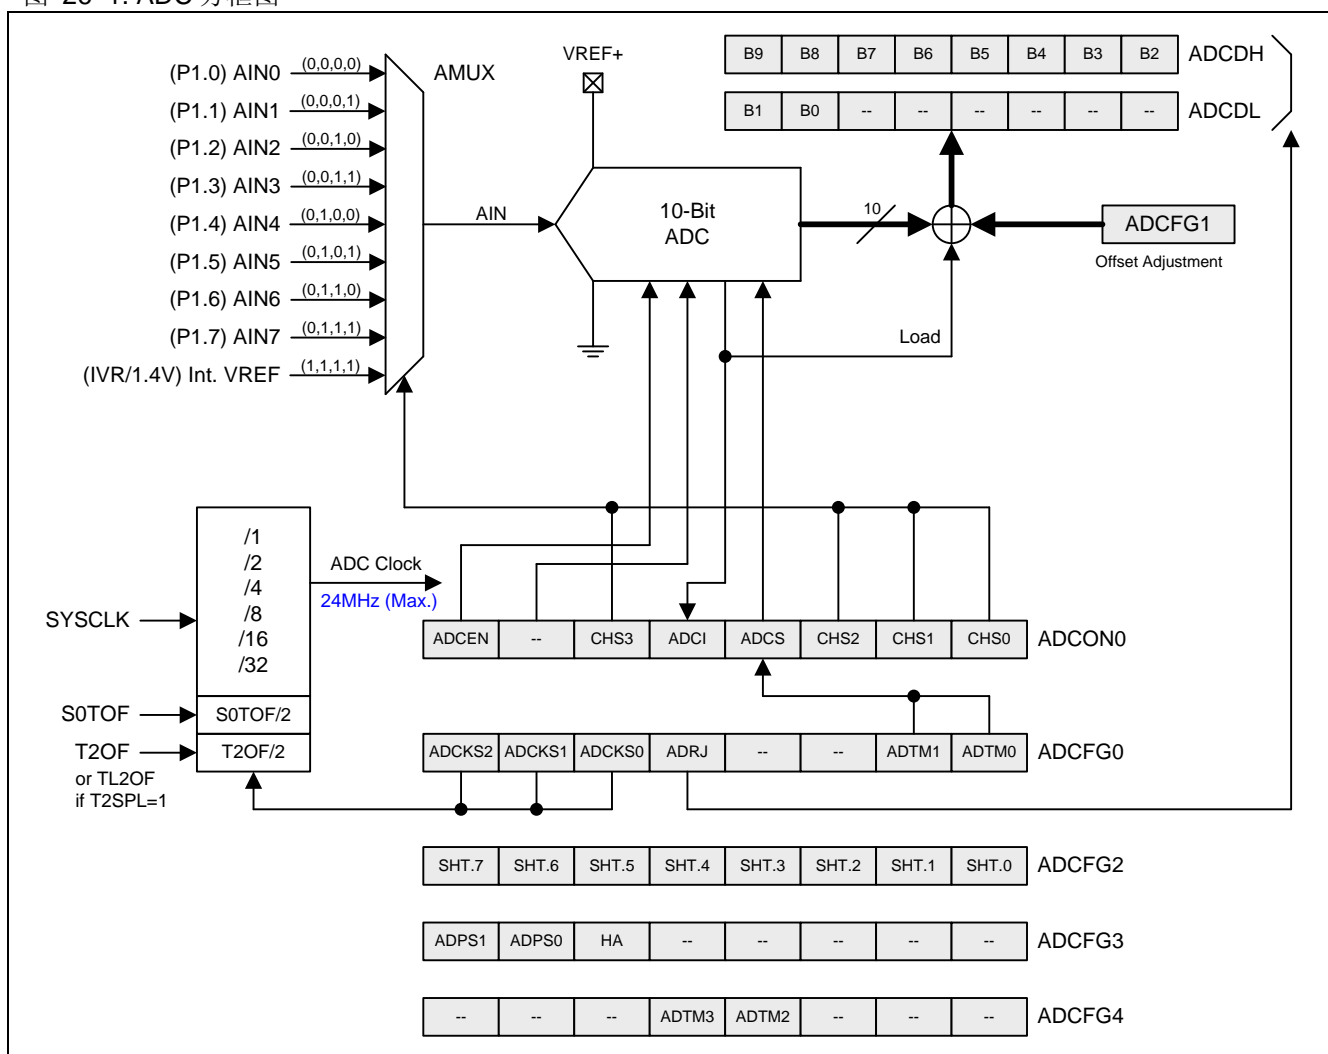 VREF+
B9 B8 B7 B6 B5 B4 B3 B2 ADCDH
B1 B0 -- -- -- -- -- -- ADCDL
AMUX
(P1.0) AIN0 (0,0,0,0)
(P1.1) AIN1 (0,0,0,1)
(P1.2) AIN2 (0,0,1,0)
(P1.3) AIN3 (0,0,1,1)
(P1.4) AIN4 (0,1,0,0)
(P1.5) AIN5 (0,1,0,1)
(P1.6) AIN6 (0,1,1,0)
(P1.7) AIN7 (0,1,1,1)
(IVR/1.4V) Int. VREF (1,1,1,1)
AIN
10-Bit
ADC
10
ADCFG1
Offset Adjustment
Load
/1
/2
/4
/8
/16
/32
SYSCLK
ADC Clock
24MHz (Max.)
S0TOF
S0TOF/2
T2OF
or TL2OF
if T2SPL=1
T2OF/2
ADCEN -- CHS3 ADCI ADCS CHS2 CHS1 CHS0 ADCON0
ADCKS2 ADCKS1 ADCKS0 ADRJ -- -- ADTM1 ADTM0 ADCFG0
SHT.7 SHT.6 SHT.5 SHT.4 SHT.3 SHT.2 SHT.1 SHT.0 ADCFG2
ADPS1 ADPS0 HA -- -- -- -- -- ADCFG3
-- -- -- ADTM3 ADTM2 -- -- -- ADCFG4